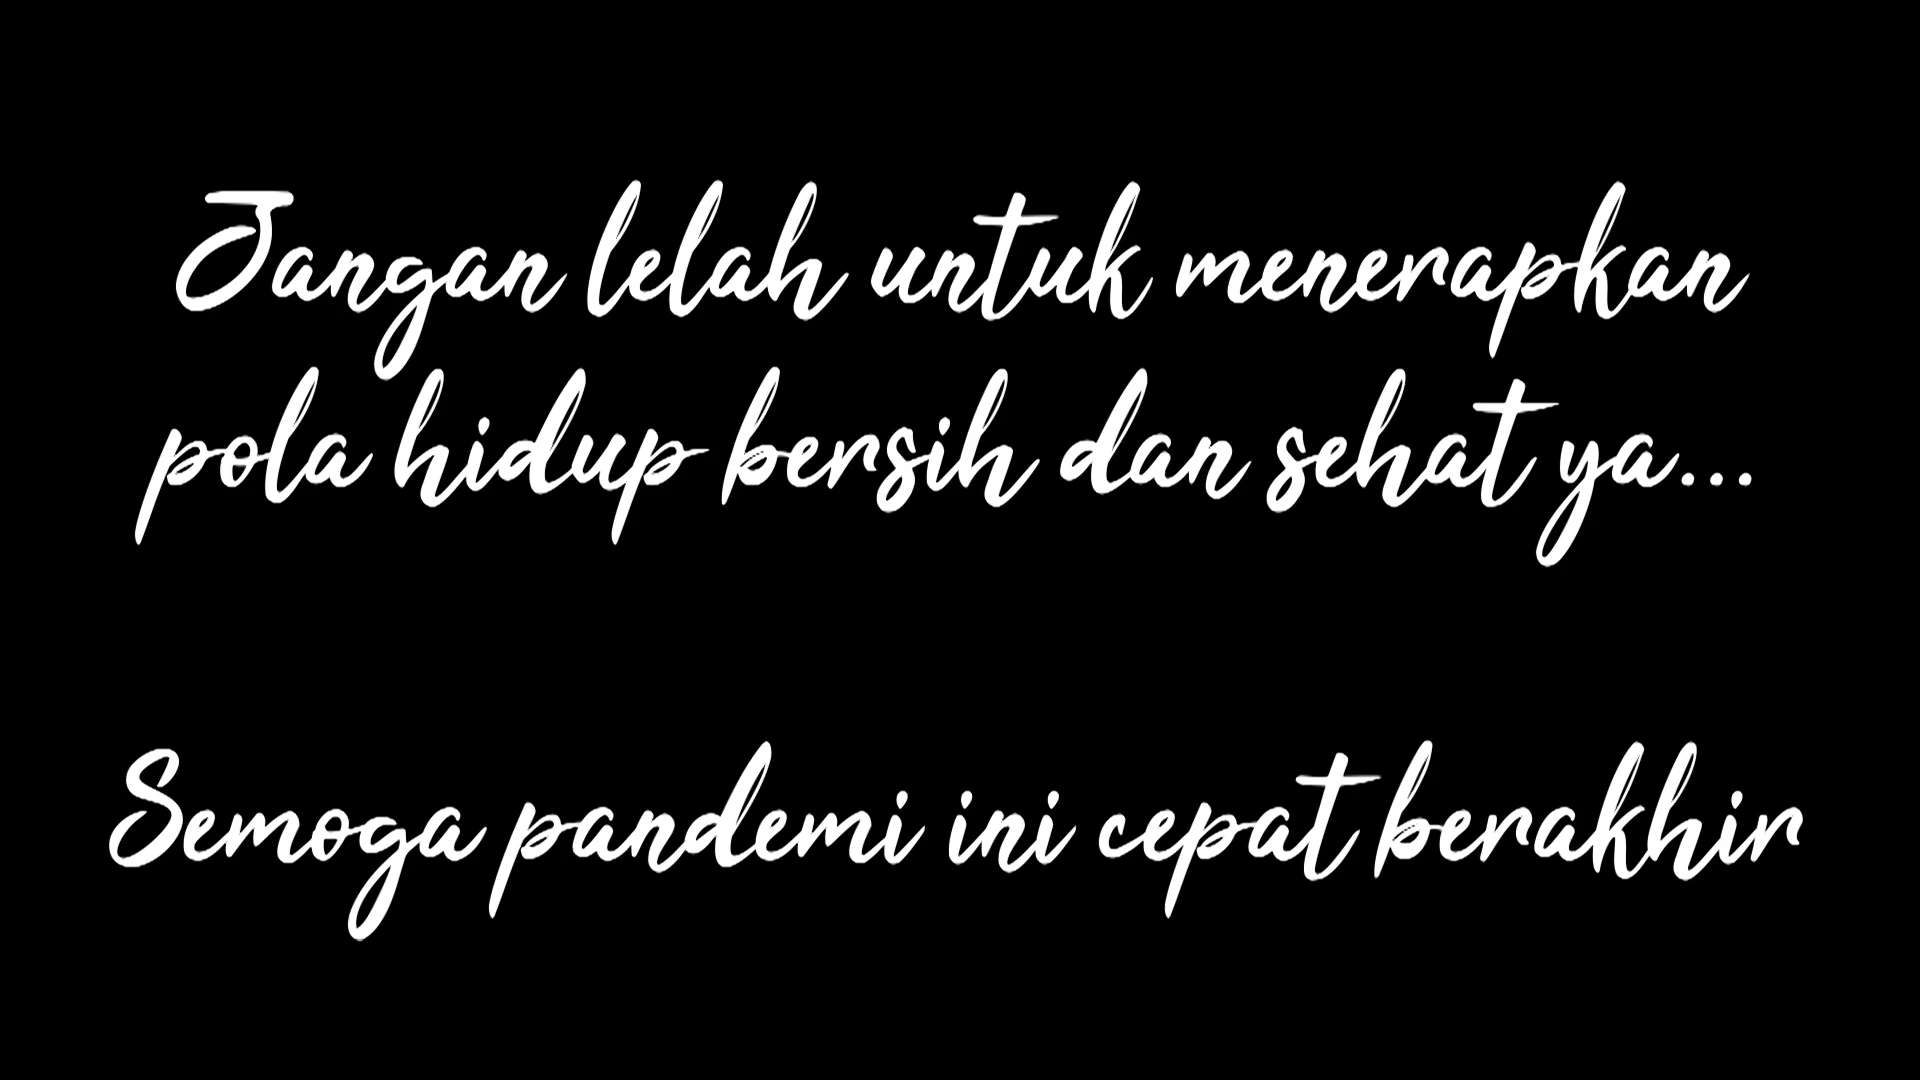 Jangan lelah untuk menerapkan
pola hidup bersih dan sehat ya...
Semoga pandemi ini cepat berakhir